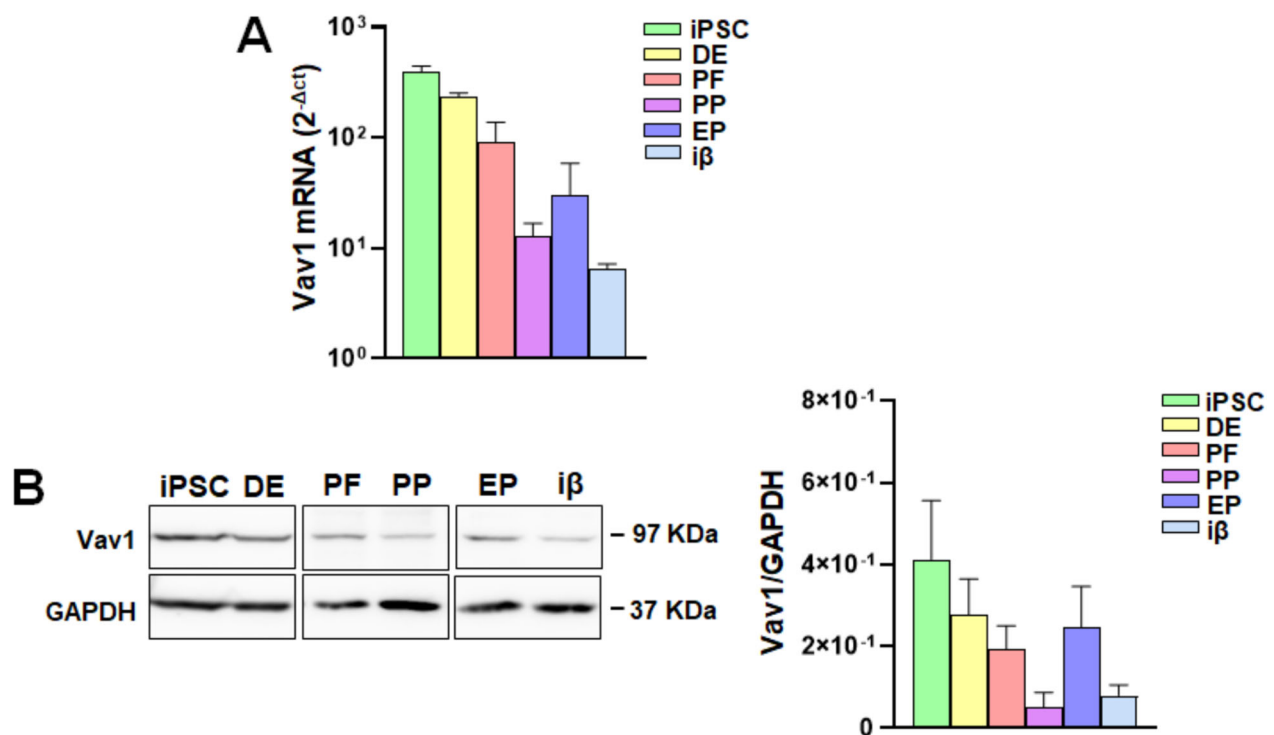 A
Vav1 mRNA (2^-Δct)
10³
10²
10¹
10⁰
iPSC
DE
PF
PP
EP
iβ
B
iPSC DE PF PP EP iβ
Vav1
– 97 KDa
GAPDH
– 37 KDa
Vav1/GAPDH
8×10⁻¹
6×10⁻¹
4×10⁻¹
2×10⁻¹
0
iPSC
DE
PF
PP
EP
iβ